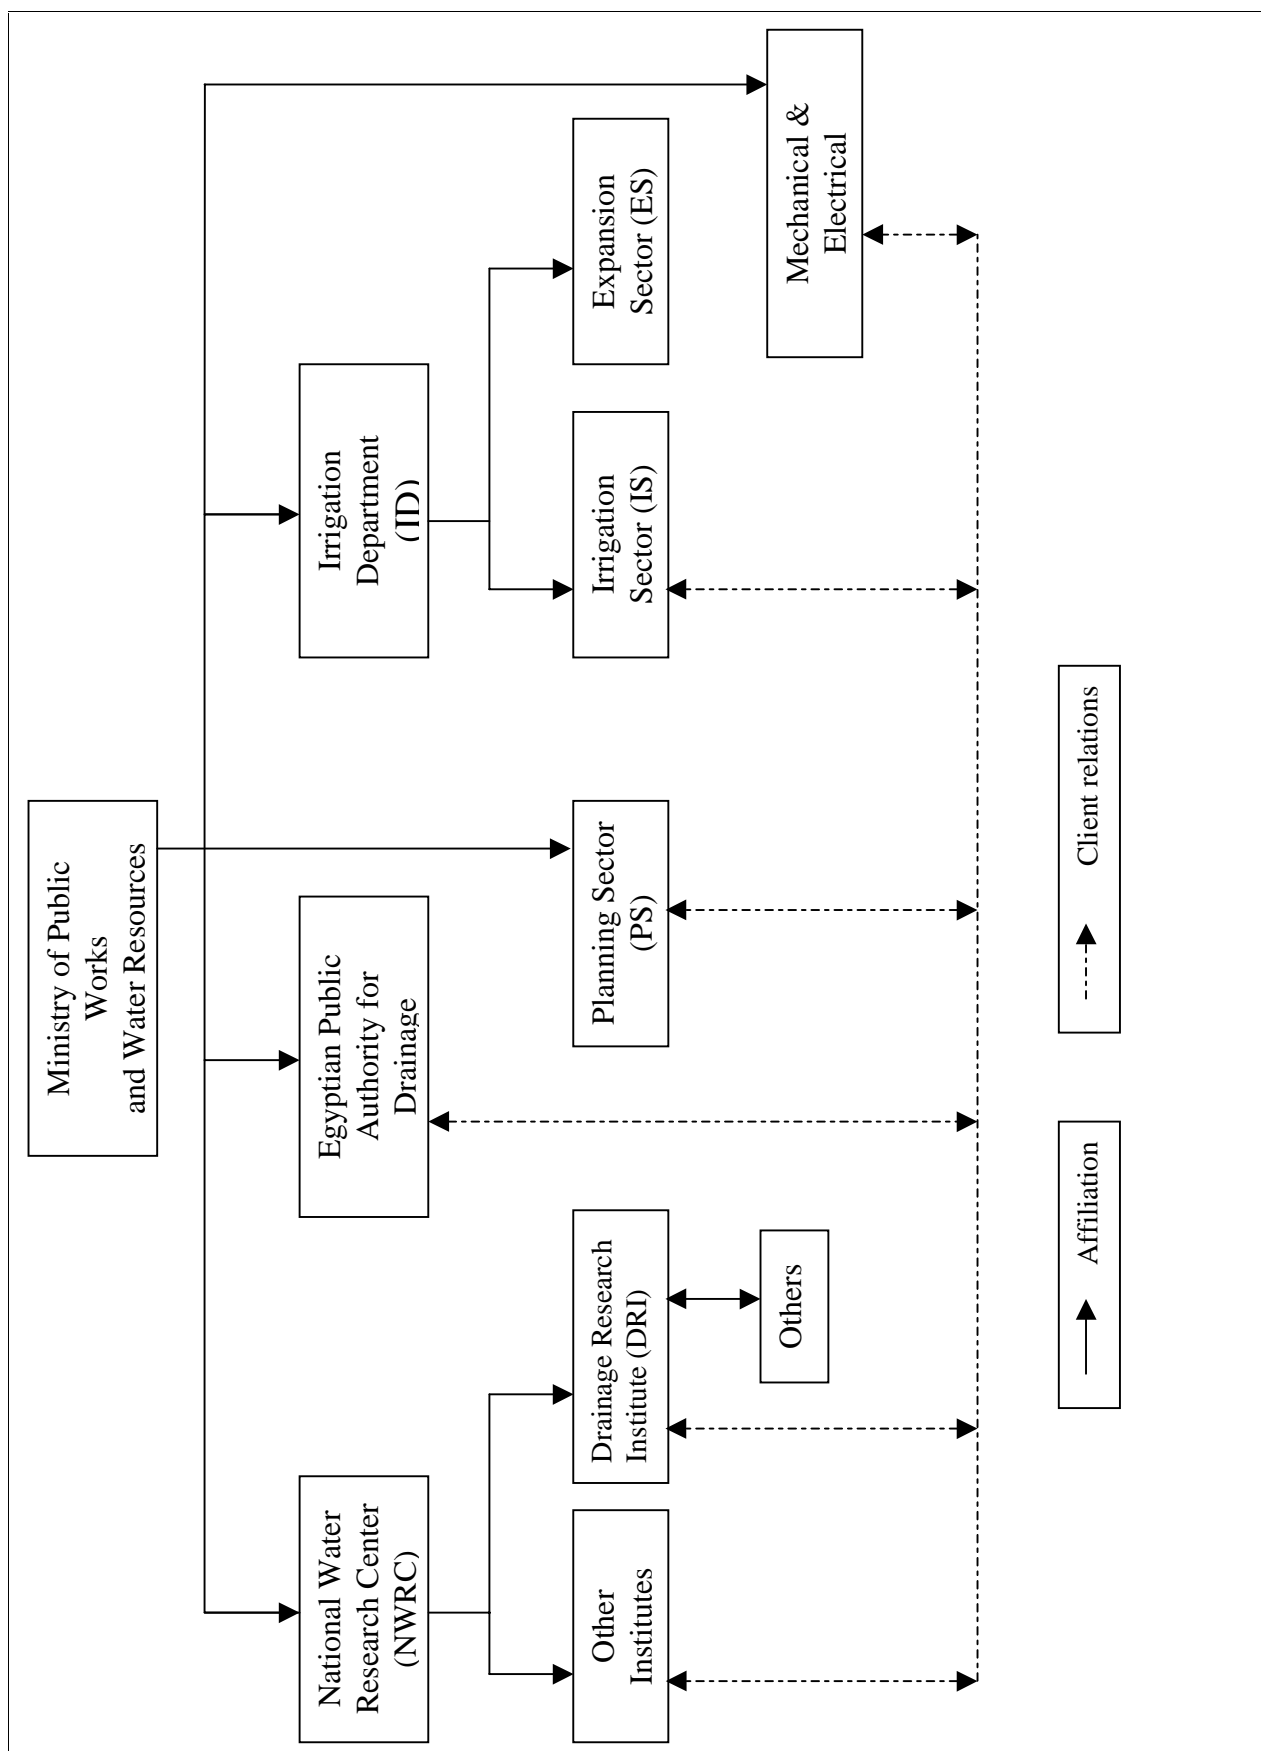 Ministry of Public
Works
and Water Resources
National Water
Research Center
(NWRC)
Egyptian Public
Authority for
Drainage
Irrigation
Department
(ID)
Other
Institutes
Drainage Research
Institute (DRI)
Planning Sector
(PS)
Irrigation
Sector (IS)
Expansion
Sector (ES)
Others
Mechanical &
Electrical
Affiliation
Client relations